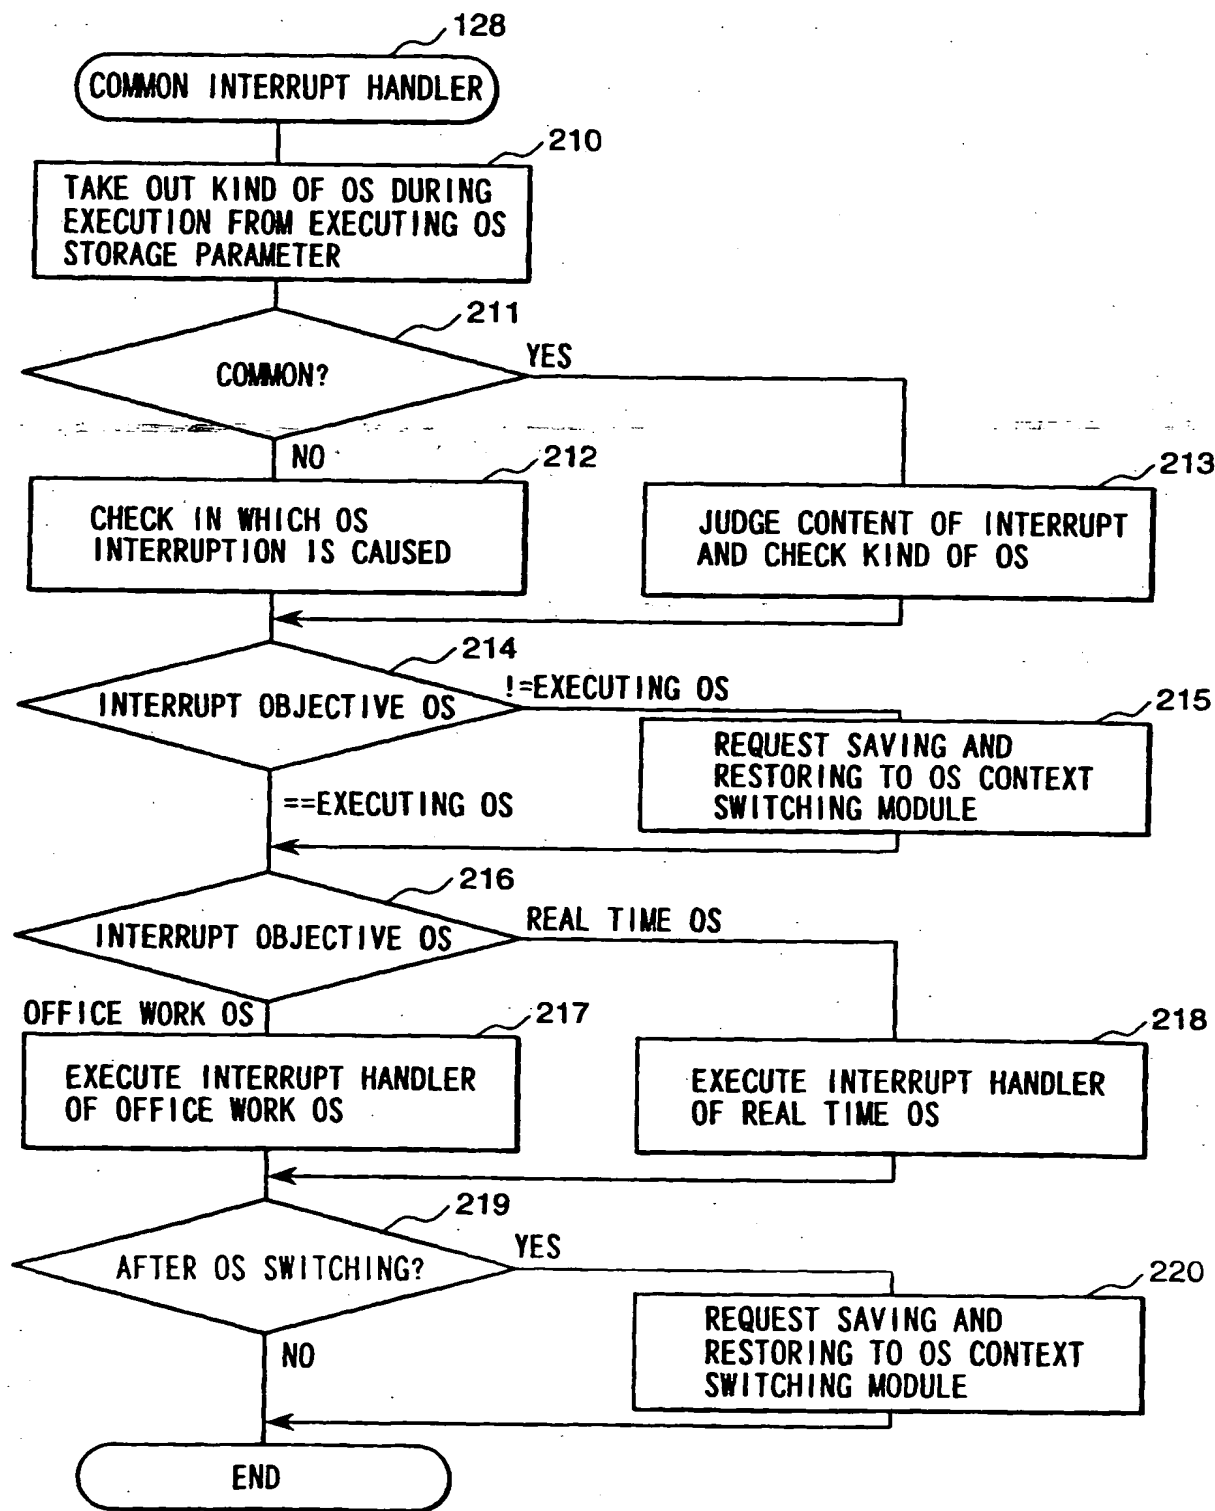 128
COMMON INTERRUPT HANDLER
210
TAKE OUT KIND OF OS DURING
EXECUTION FROM EXECUTING OS
STORAGE PARAMETER
211
COMMON?
YES
NO
212
CHECK IN WHICH OS
INTERRUPTION IS CAUSED
213
JUDGE CONTENT OF INTERRUPT
AND CHECK KIND OF OS
214
INTERRUPT OBJECTIVE OS
!=EXECUTING OS
215
REQUEST SAVING AND
RESTORING TO OS CONTEXT
SWITCHING MODULE
==EXECUTING OS
216
INTERRUPT OBJECTIVE OS
REAL TIME OS
OFFICE WORK OS
217
EXECUTE INTERRUPT HANDLER
OF OFFICE WORK OS
218
EXECUTE INTERRUPT HANDLER
OF REAL TIME OS
219
AFTER OS SWITCHING?
YES
220
REQUEST SAVING AND
RESTORING TO OS CONTEXT
SWITCHING MODULE
NO
END